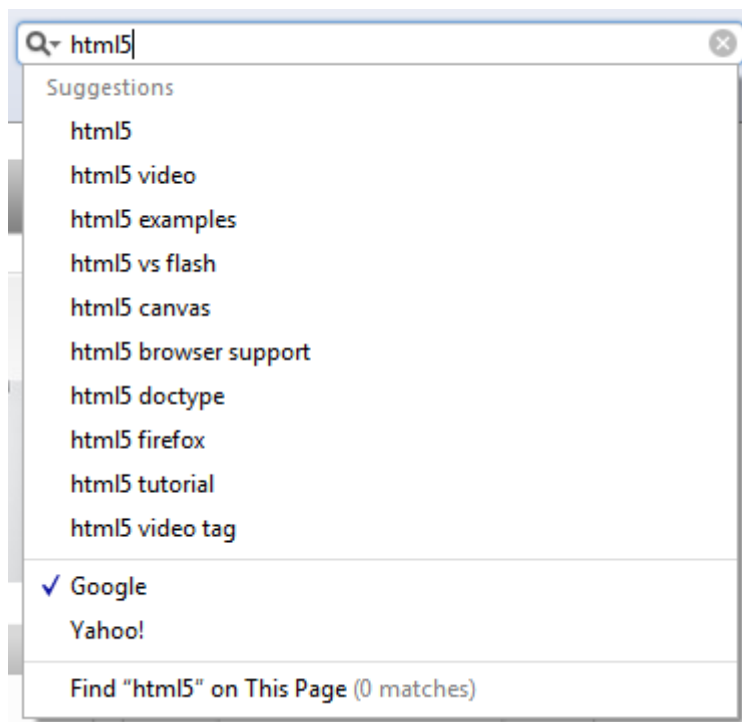 html5
Suggestions
html5
html5 video
html5 examples
html5 vs flash
html5 canvas
html5 browser support
html5 doctype
html5 firefox
html5 tutorial
html5 video tag
Google
Yahoo!
Find “html5” on This Page (0 matches)